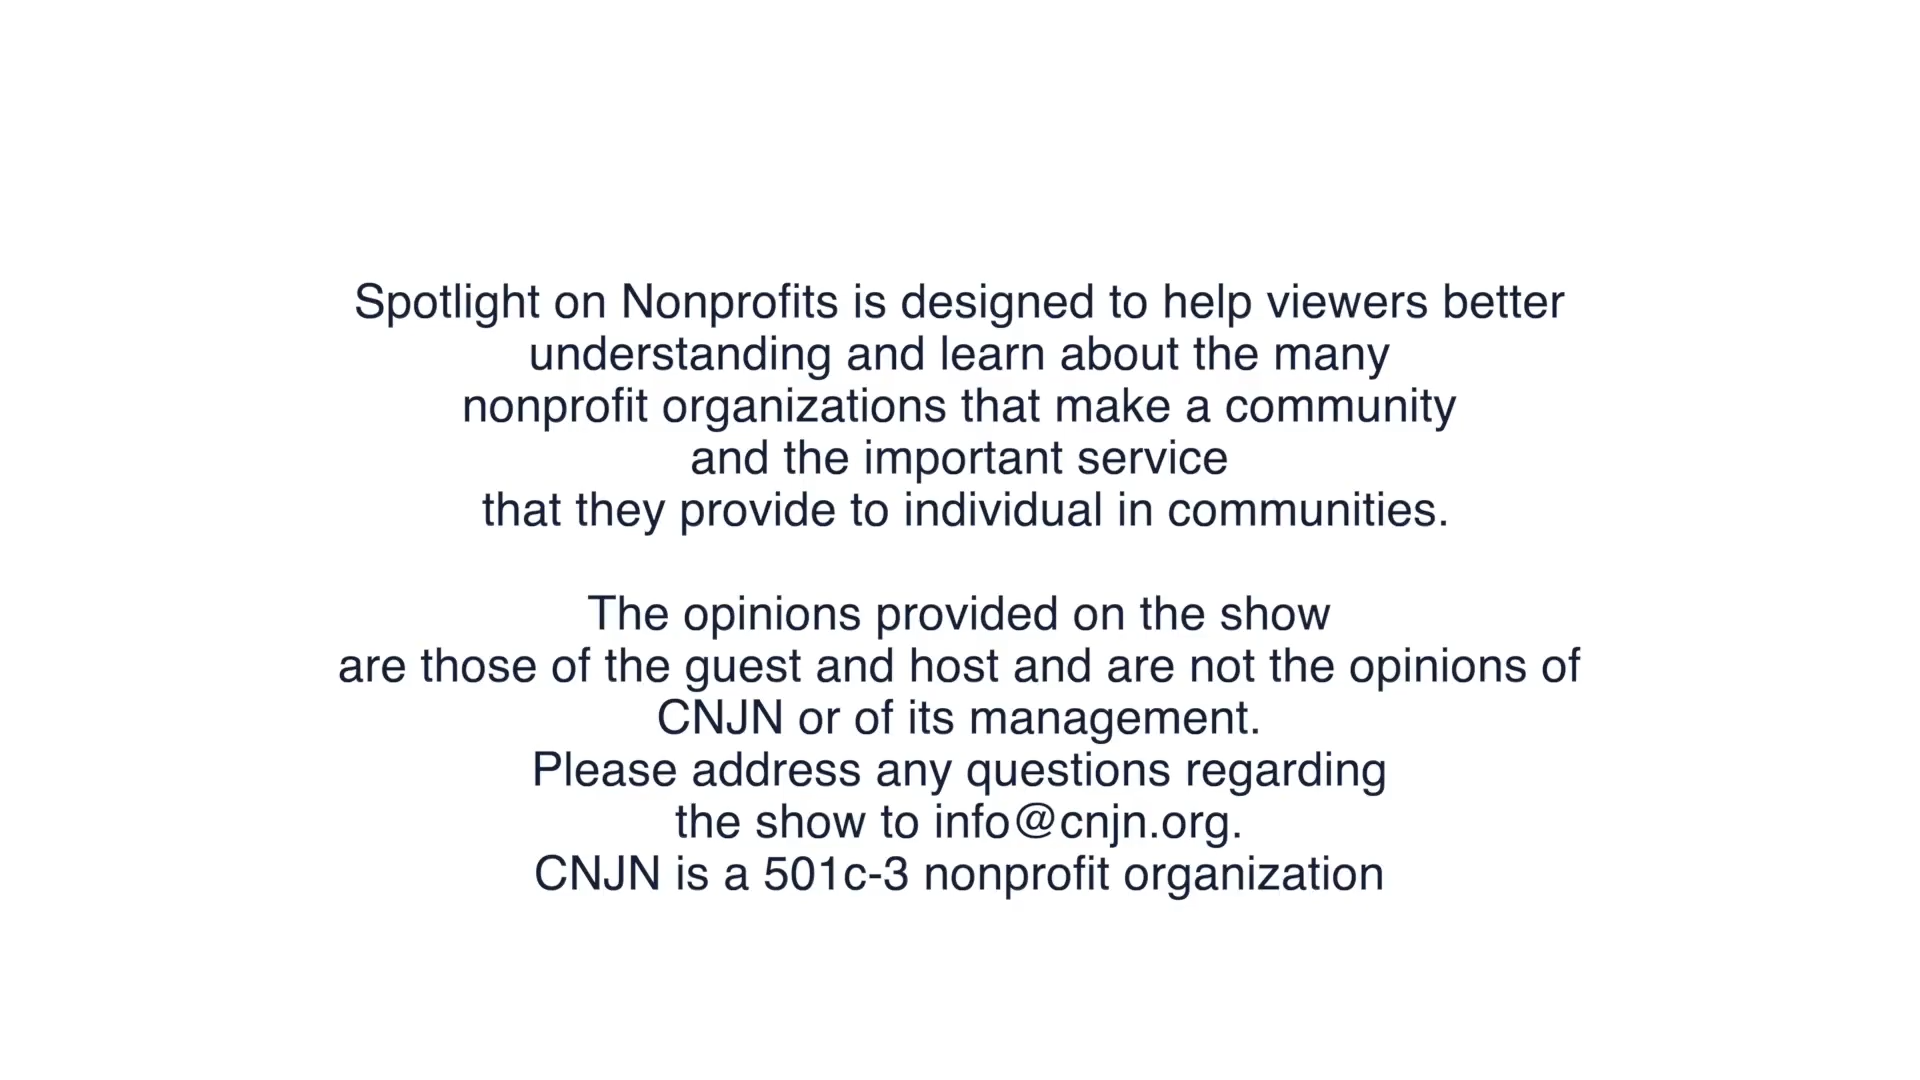 Spotlight on Nonprofits is designed to help viewers better
understanding and learn about the many
nonprofit organizations that make a community
and the important service
that they provide to individual in communities.
The opinions provided on the show
are those of the guest and host and are not the opinions of
CNJN or of its management.
Please address any questions regarding
the show to info@cnjn.org.
CNJN is a 501c-3 nonprofit organization